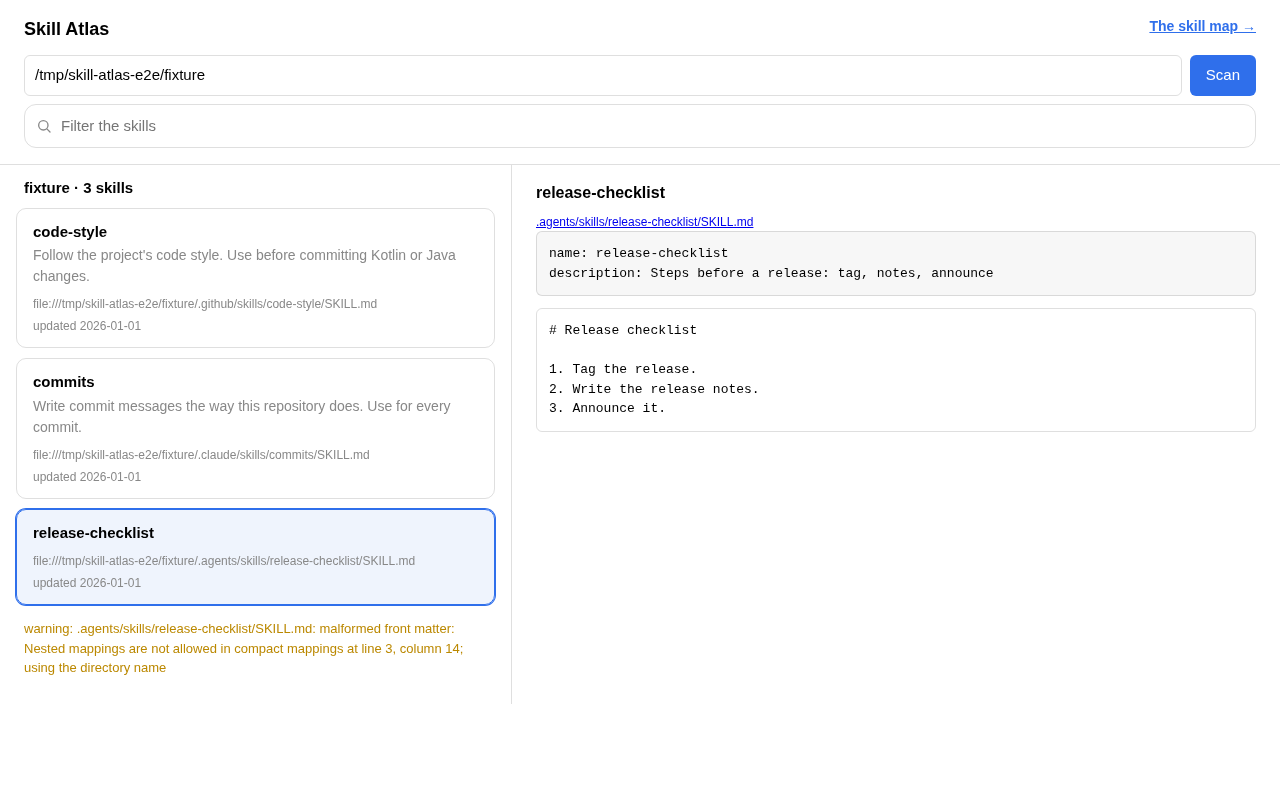 Skill Atlas
The skill map →
/tmp/skill-atlas-e2e/fixture
Scan
Filter the skills
fixture · 3 skills
code-style
Follow the project's code style. Use before committing Kotlin or Java
changes.
file:///tmp/skill-atlas-e2e/fixture/.github/skills/code-style/SKILL.md
updated 2026-01-01
commits
Write commit messages the way this repository does. Use for every
commit.
file:///tmp/skill-atlas-e2e/fixture/.claude/skills/commits/SKILL.md
updated 2026-01-01
release-checklist
file:///tmp/skill-atlas-e2e/fixture/.agents/skills/release-checklist/SKILL.md
updated 2026-01-01
warning: .agents/skills/release-checklist/SKILL.md: malformed front matter:
Nested mappings are not allowed in compact mappings at line 3, column 14;
using the directory name
release-checklist
.agents/skills/release-checklist/SKILL.md
name: release-checklist
description: Steps before a release: tag, notes, announce
# Release checklist
1. Tag the release.
2. Write the release notes.
3. Announce it.